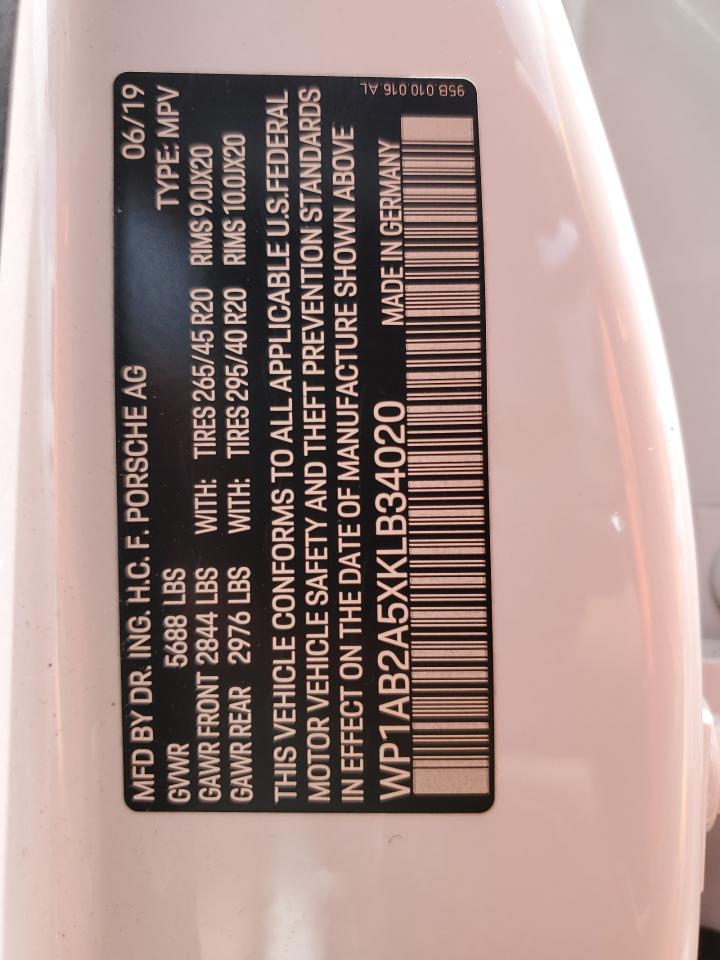 MFD BY DR. ING. H.C. F. PORSCHE AG 06/19
GVWR 5688 LBS TYPE: MPV
GAWR FRONT 2844 LBS WITH: TIRES 265/45 R20 RIMS 9.0JX20
GAWR REAR 2976 LBS WITH: TIRES 295/40 R20 RIMS 10.0JX20
THIS VEHICLE CONFORMS TO ALL APPLICABLE U.S.FEDERAL
MOTOR VEHICLE SAFETY AND THEFT PREVENTION STANDARDS
IN EFFECT ON THE DATE OF MANUFACTURE SHOWN ABOVE
WP1AB2A5XKLB34020 MADE IN GERMANY
95B.010.016.AL